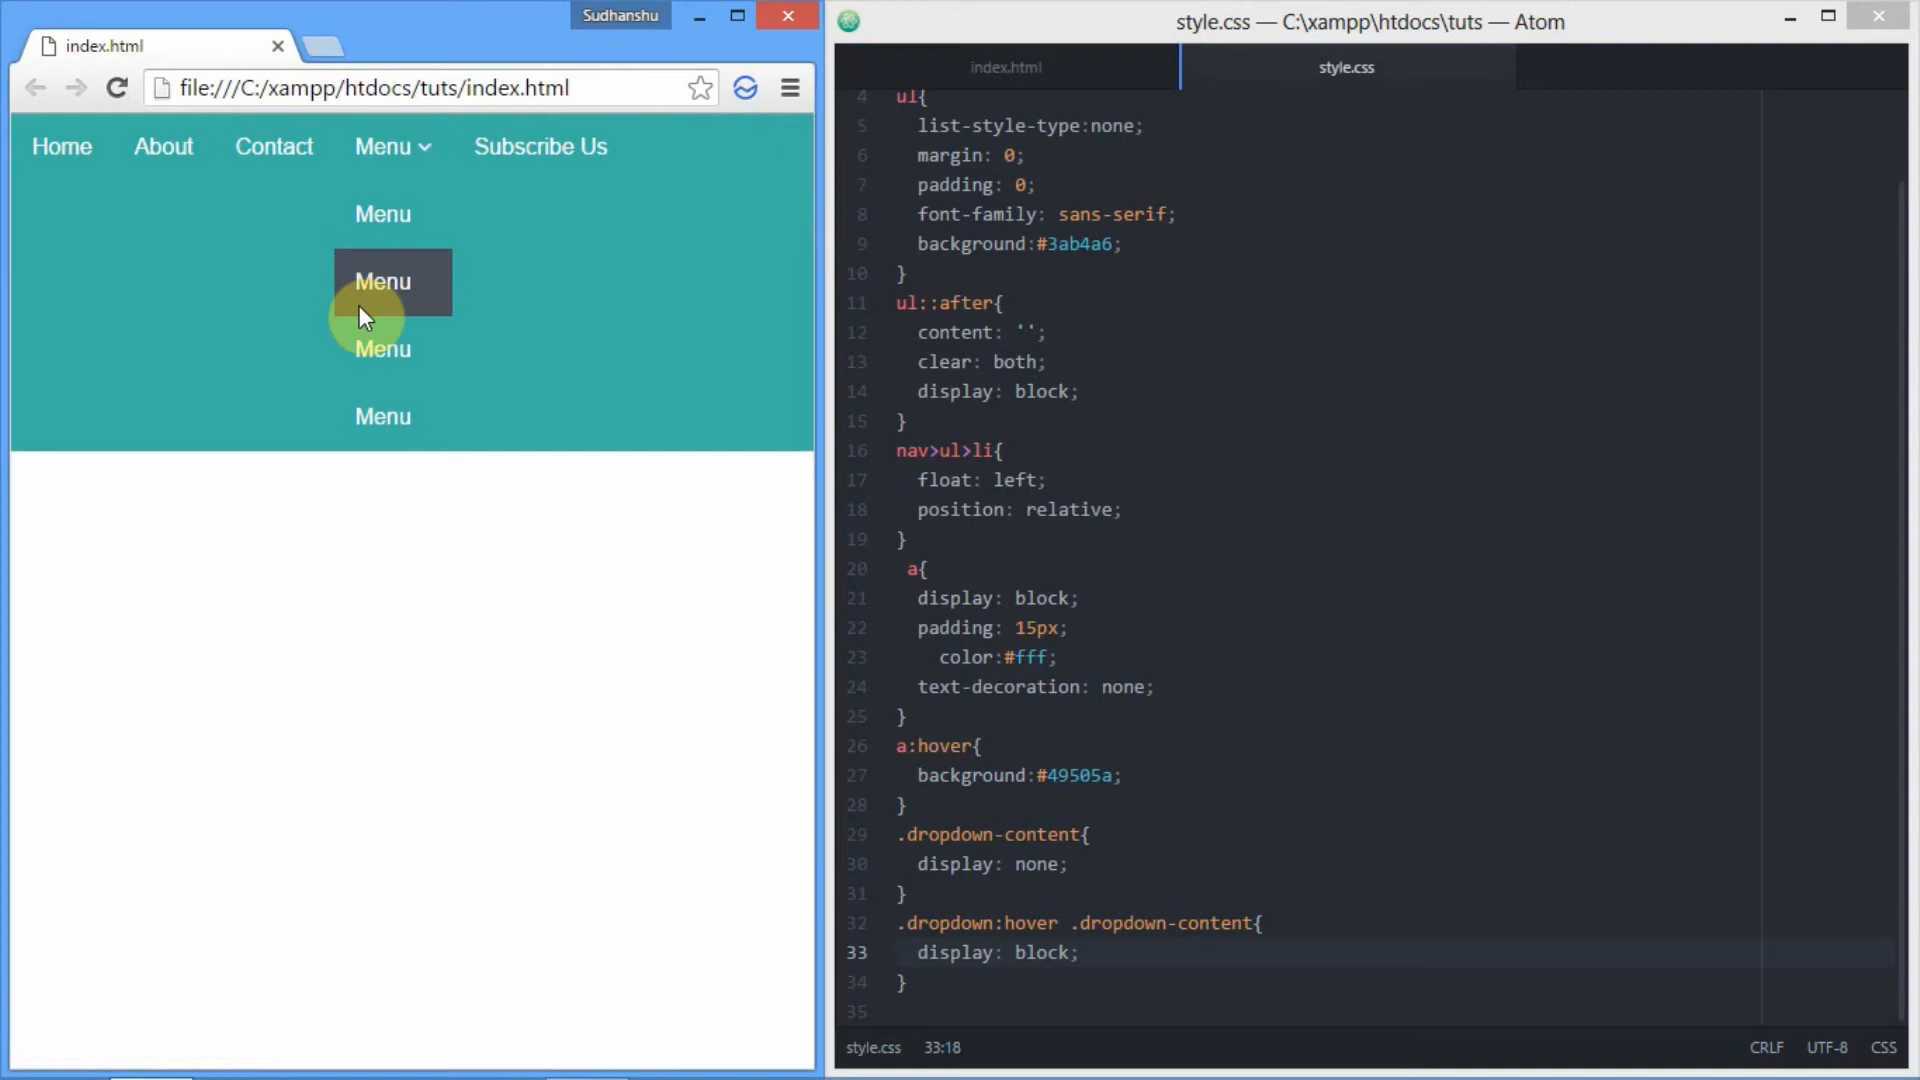 Sudhanshu
index.html
file:///C:/xampp/htdocs/tuts/index.html
Home About Contact Menu Subscribe Us
Menu
Menu
Menu
Menu
style.css — C:\xampp\htdocs\tuts — Atom
index.html style.css
4 ul{
5 list-style-type:none;
6 margin: 0;
7 padding: 0;
8 font-family: sans-serif;
9 background:#3ab4a6;
10 }
11 ul::after{
12 content: '';
13 clear: both;
14 display: block;
15 }
16 nav>ul>li{
17 float: left;
18 position: relative;
19 }
20 a{
21 display: block;
22 padding: 15px;
23 color:#fff;
24 text-decoration: none;
25 }
26 a:hover{
27 background:#49505a;
28 }
29 .dropdown-content{
30 display: none;
31 }
32 .dropdown:hover .dropdown-content{
33 display: block;
34 }
35
style.css 33:18 CRLF UTF-8 CSS